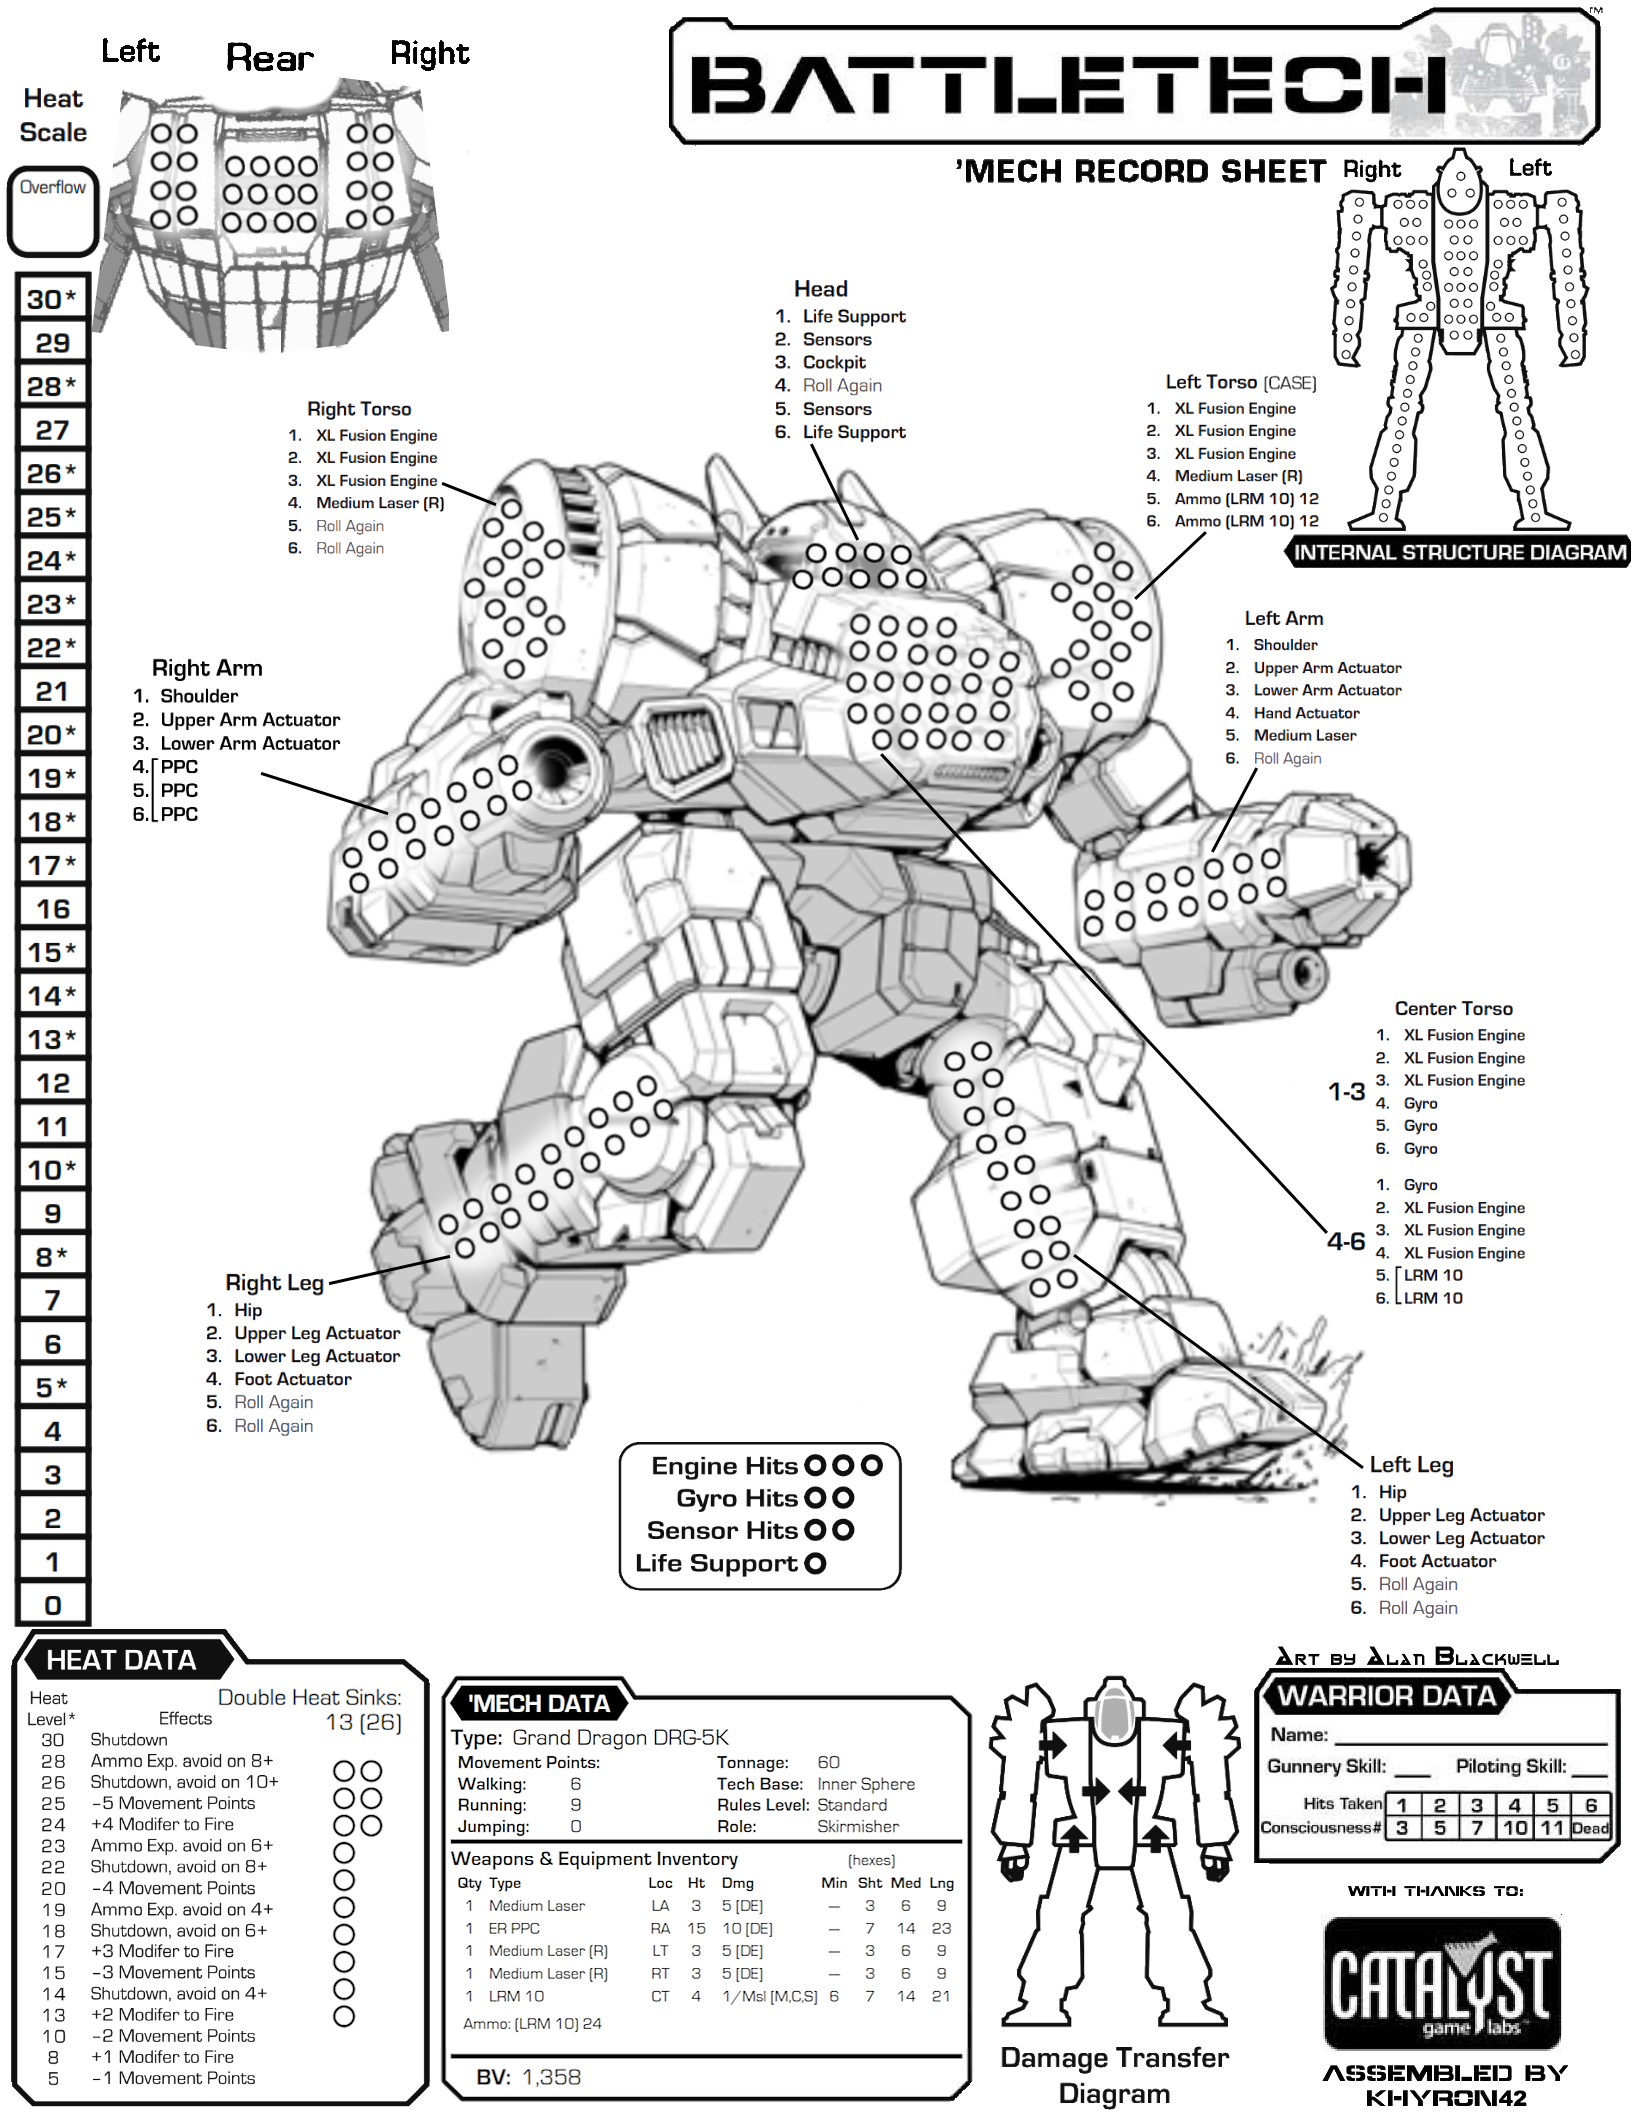 Left Rear Right
Heat
Scale
Overflow
30*
29
28*
27
26*
25*
24*
23*
22*
21
20*
19*
18*
17*
16
15*
14*
13*
12
11
10*
9
8*
7
6
5*
4
3
2
1
0
BATTLETECH™
'MECH RECORD SHEET
Right Left
INTERNAL STRUCTURE DIAGRAM
Head
1. Life Support
2. Sensors
3. Cockpit
4. Roll Again
5. Sensors
6. Life Support
Right Torso
1. XL Fusion Engine
2. XL Fusion Engine
3. XL Fusion Engine
4. Medium Laser (R)
5. Roll Again
6. Roll Again
Left Torso (CASE)
1. XL Fusion Engine
2. XL Fusion Engine
3. XL Fusion Engine
4. Medium Laser (R)
5. Ammo (LRM 10) 12
6. Ammo (LRM 10) 12
Right Arm
1. Shoulder
2. Upper Arm Actuator
3. Lower Arm Actuator
4. PPC
5. PPC
6. PPC
Left Arm
1. Shoulder
2. Upper Arm Actuator
3. Lower Arm Actuator
4. Hand Actuator
5. Medium Laser
6. Roll Again
Center Torso
1. XL Fusion Engine
2. XL Fusion Engine
1-3 3. XL Fusion Engine
4. Gyro
5. Gyro
6. Gyro
1. Gyro
2. XL Fusion Engine
4-6 3. XL Fusion Engine
4. XL Fusion Engine
5. LRM 10
6. LRM 10
Right Leg
1. Hip
2. Upper Leg Actuator
3. Lower Leg Actuator
4. Foot Actuator
5. Roll Again
6. Roll Again
Left Leg
1. Hip
2. Upper Leg Actuator
3. Lower Leg Actuator
4. Foot Actuator
5. Roll Again
6. Roll Again
Engine Hits
Gyro Hits
Sensor Hits
Life Support
HEAT DATA
Heat Double Heat Sinks:
Level* Effects 13 (26)
30 Shutdown
28 Ammo Exp. avoid on 8+
26 Shutdown, avoid on 10+
25 -5 Movement Points
24 +4 Modifer to Fire
23 Ammo Exp. avoid on 6+
22 Shutdown, avoid on 8+
20 -4 Movement Points
19 Ammo Exp. avoid on 4+
18 Shutdown, avoid on 6+
17 +3 Modifer to Fire
15 -3 Movement Points
14 Shutdown, avoid on 4+
13 +2 Modifer to Fire
10 -2 Movement Points
8 +1 Modifer to Fire
5 -1 Movement Points
'MECH DATA
Type: Grand Dragon DRG-5K
Movement Points: Tonnage: 60
Walking: 6 Tech Base: Inner Sphere
Running: 9 Rules Level: Standard
Jumping: 0 Role: Skirmisher
Weapons & Equipment Inventory (hexes)
Qty Type Loc Ht Dmg Min Sht Med Lng
1 Medium Laser LA 3 5 [DE] — 3 6 9
1 ER PPC RA 15 10 [DE] — 7 14 23
1 Medium Laser (R) LT 3 5 [DE] — 3 6 9
1 Medium Laser (R) RT 3 5 [DE] — 3 6 9
1 LRM 10 CT 4 1/Msl [M,C,S] 6 7 14 21
Ammo: (LRM 10) 24
BV: 1,358
Damage Transfer
Diagram
Art by Alan Blackwell
WARRIOR DATA
Name:
Gunnery Skill: Piloting Skill:
Hits Taken 1 2 3 4 5 6
Consciousness# 3 5 7 10 11 Dead
WITH THANKS TO:
CATALYST
game labs™
ASSEMBLED BY
KHYRON42